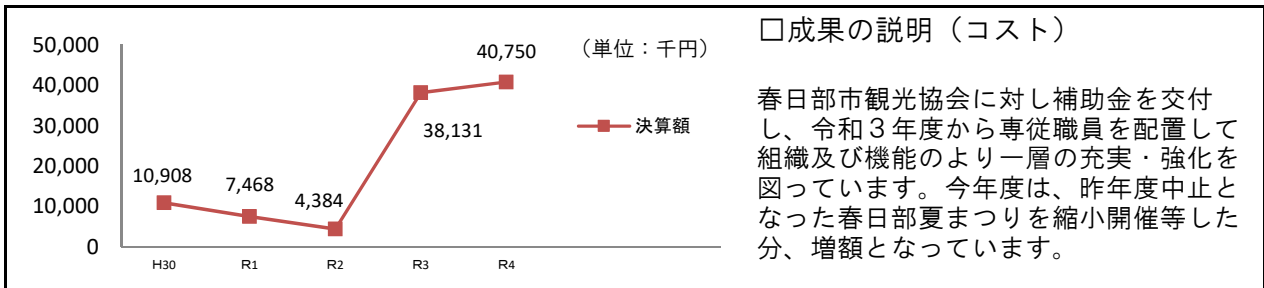 50,000
40,000
30,000
20,000
10,000
0
(単位：千円)
10,908
7,468
4,384
38,131
40,750
決算額
H30
R1
R2
R3
R4
□成果の説明（コスト）
春日部市観光協会に対し補助金を交付
し、令和３年度から専従職員を配置して
組織及び機能のより一層の充実・強化を
図っています。今年度は、昨年度中止と
なった春日部夏まつりを縮小開催等した
分、増額となっています。